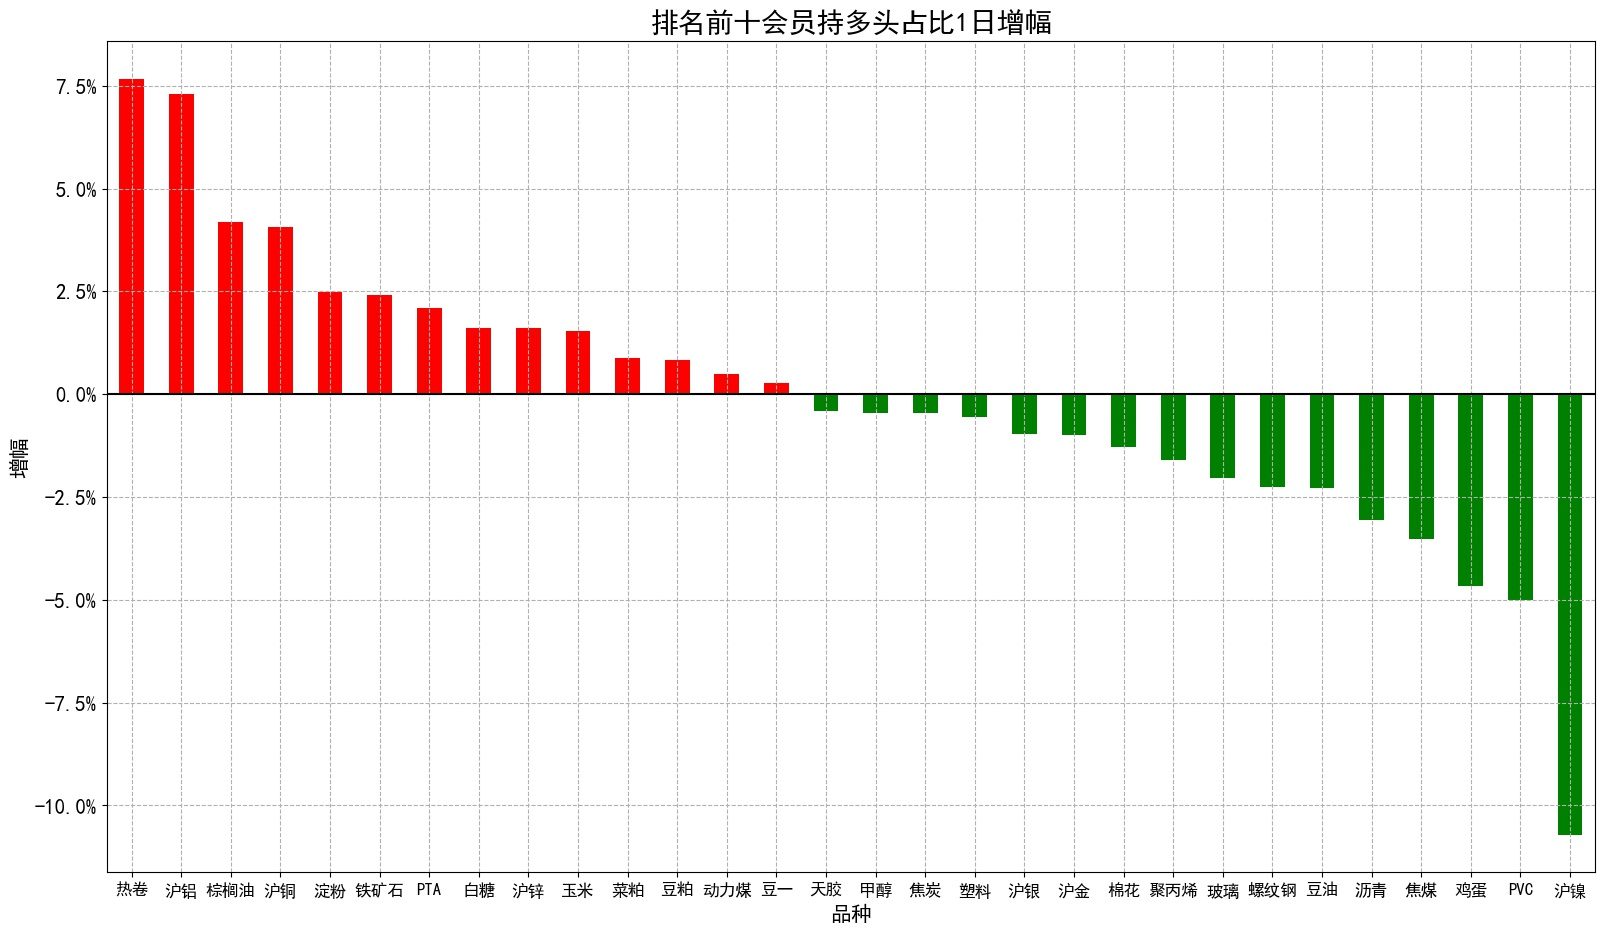 排名前十会员持多头占比1日增幅
7.5%
5.0%
2.5%
0.0%
−2.5%
−5.0%
−7.5%
−10.0%
增幅
热卷 沪铝 棕榈油 沪铜 淀粉 铁矿石 PTA 白糖 沪锌 玉米 菜粕 豆粕 动力煤 豆一 天胶 甲醇 焦炭 塑料 沪银 沪金 棉花 聚丙烯 玻璃 螺纹钢 豆油 沥青 焦煤 鸡蛋 PVC 沪镍
品种